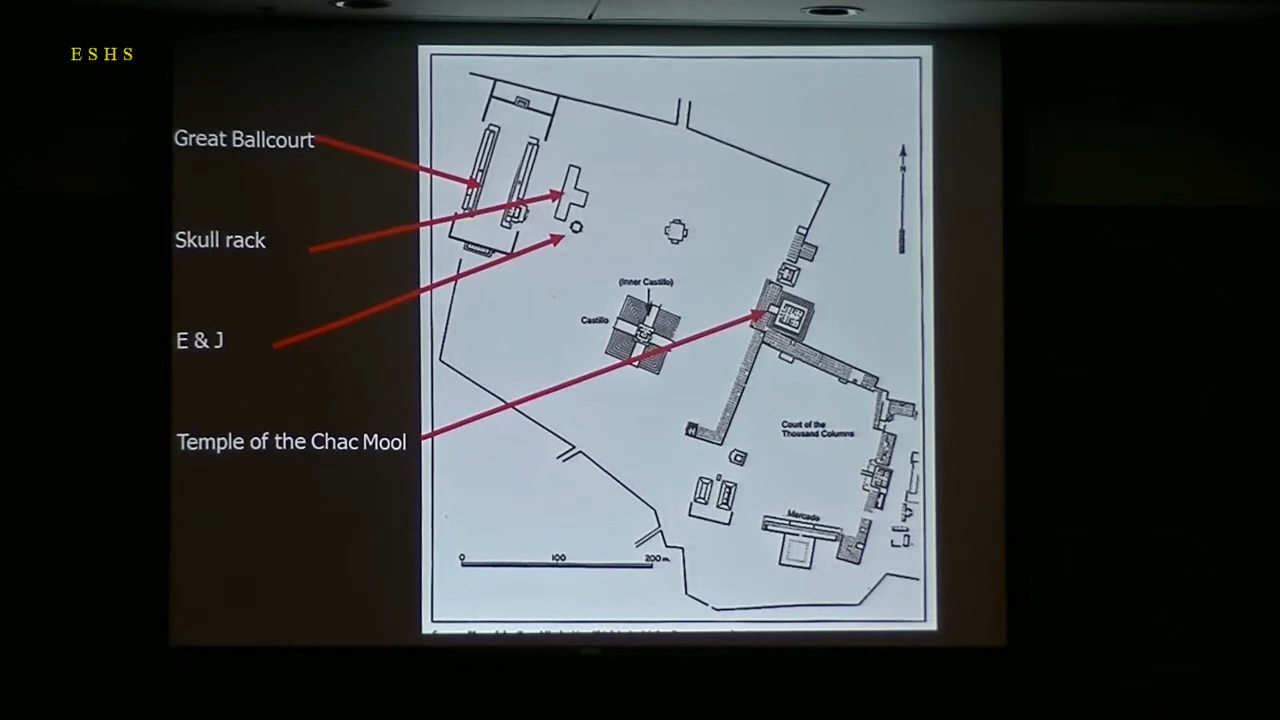 E S H S
Great Ballcourt
Skull rack
E & J
Temple of the Chac Mool
N
(Inner Castillo)
Castillo
Court of the
Thousand Columns
Mercado
0 100 200 m.